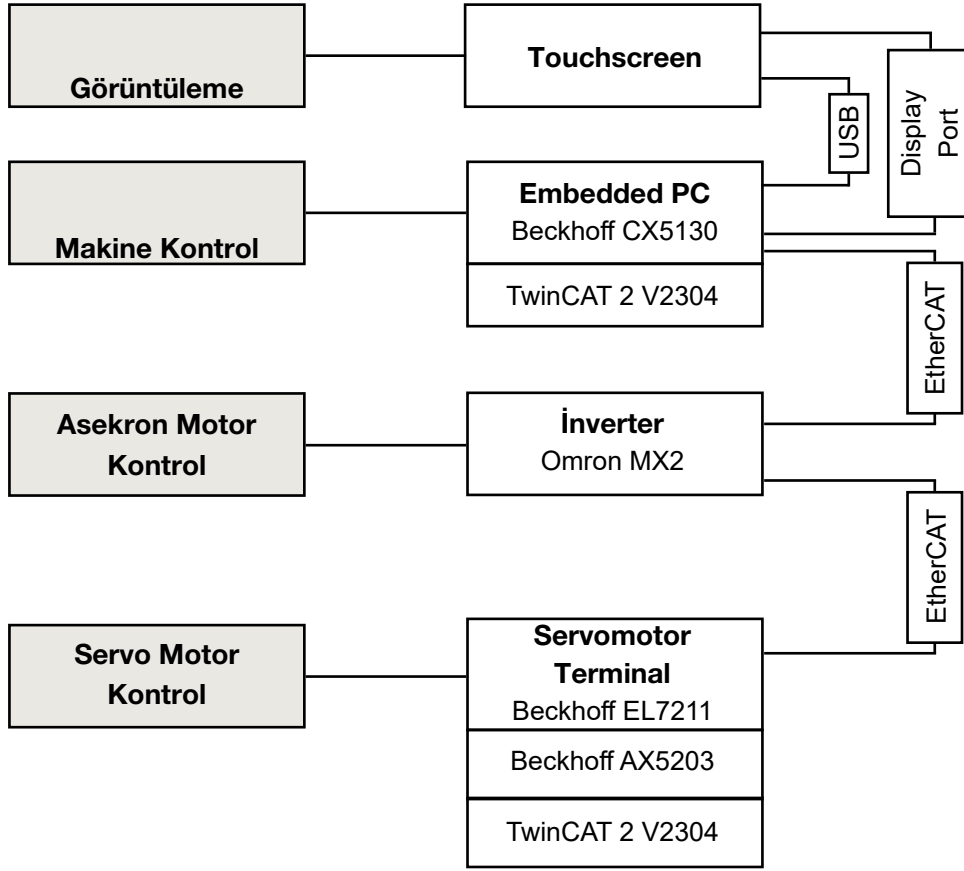 Görüntüleme
Touchscreen
USB
Display
Port
Makine Kontrol
Embedded PC
Beckhoff CX5130
TwinCAT 2 V2304
EtherCAT
Asekron Motor
Kontrol
İnverter
Omron MX2
EtherCAT
Servo Motor
Kontrol
Servomotor
Terminal
Beckhoff EL7211
Beckhoff AX5203
TwinCAT 2 V2304